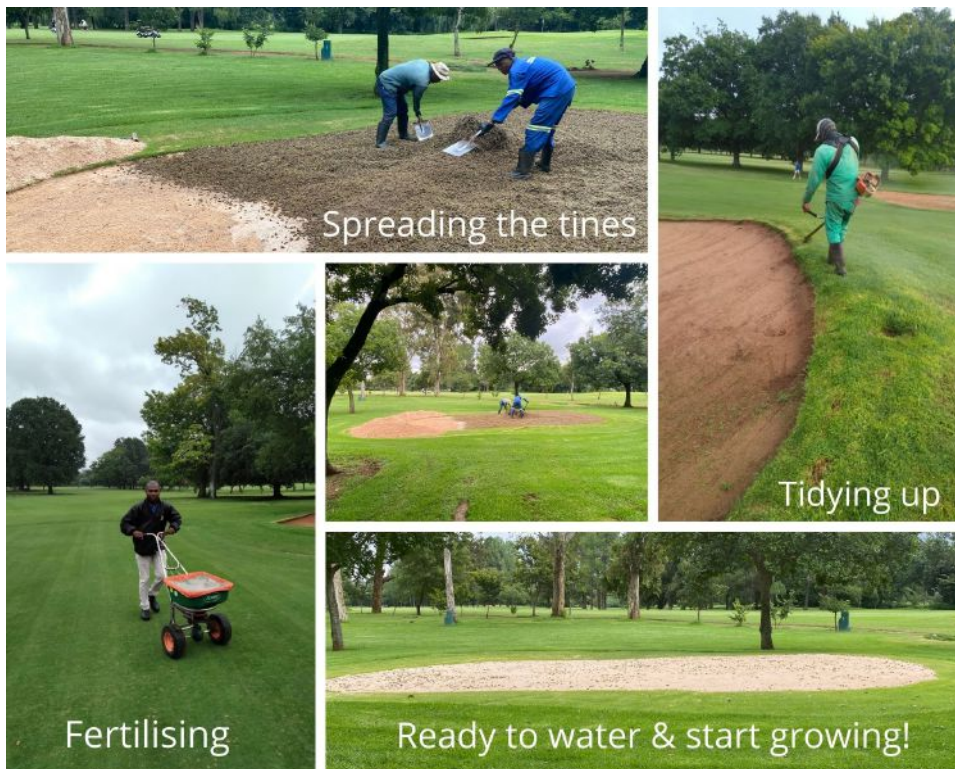 Spreading the tines
Tidying up
Fertilising
Ready to water & start growing!